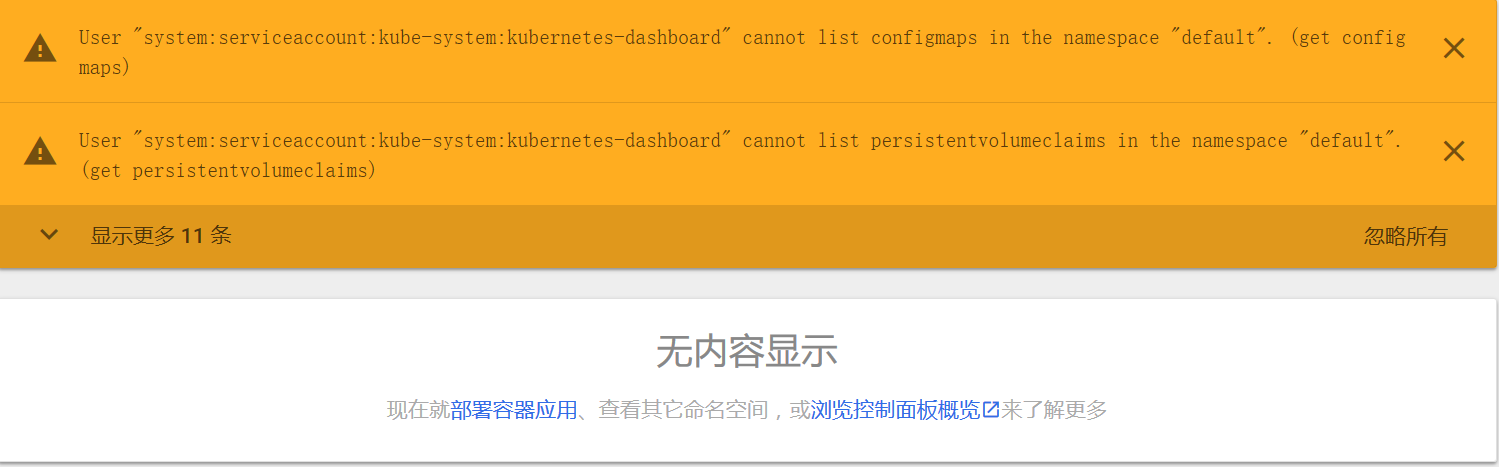 User "system:serviceaccount:kube-system:kubernetes-dashboard" cannot list configmaps in the namespace "default". (get config
maps)
User "system:serviceaccount:kube-system:kubernetes-dashboard" cannot list persistentvolumeclaims in the namespace "default".
(get persistentvolumeclaims)
显示更多 11 条 忽略所有
无内容显示
现在就部署容器应用、查看其它命名空间，或浏览控制面板概览来了解更多